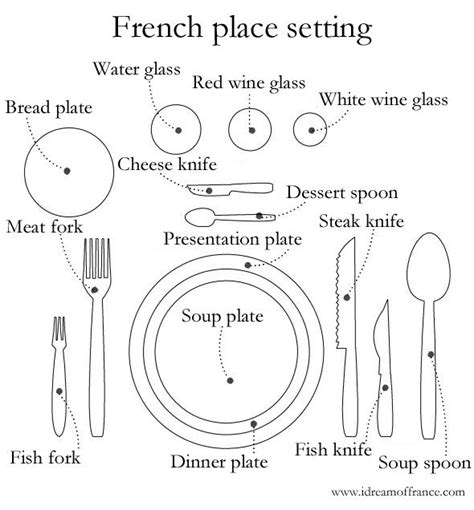 French place setting
Water glass
Red wine glass
White wine glass
Bread plate
Cheese knife
Dessert spoon
Meat fork
Steak knife
Presentation plate
Soup plate
Fish fork
Dinner plate
Fish knife
Soup spoon
www.idreamoffrance.com